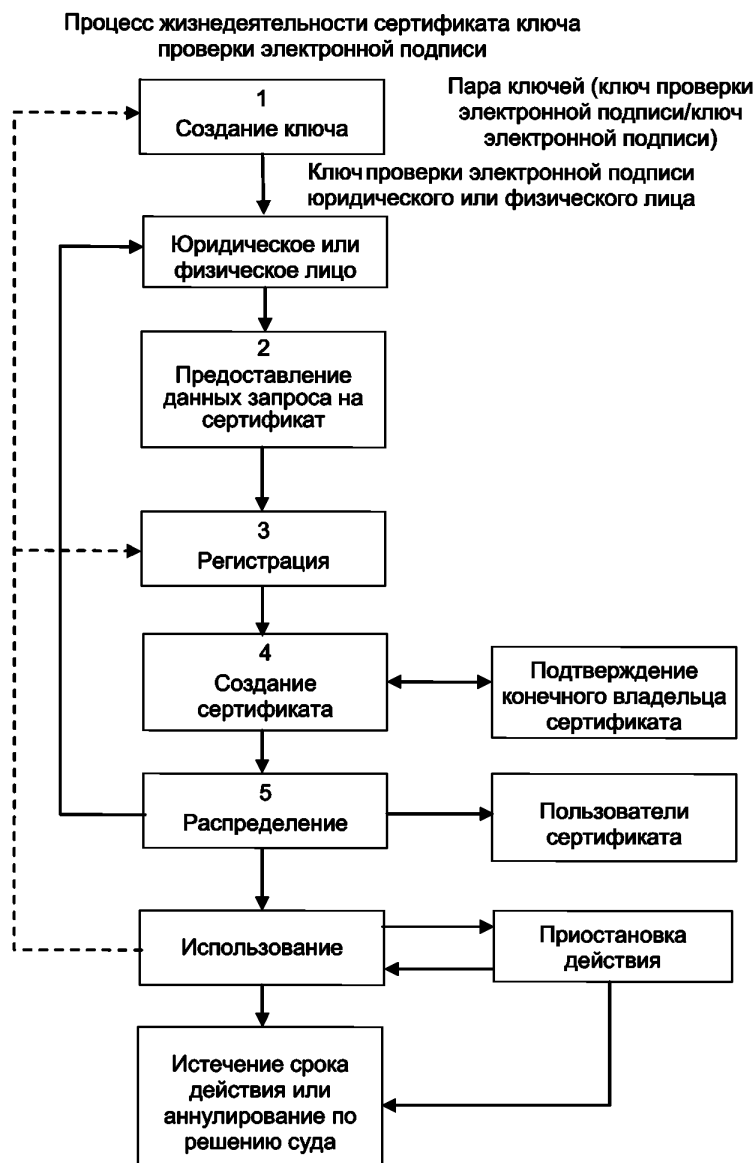 Процесс жизнедеятельности сертификата ключа
проверки электронной подписи
1
Создание ключа
Пара ключей (ключ проверки
электронной подписи/ключ
электронной подписи)
Ключ проверки электронной подписи
юридического или физического лица
Юридическое или
физическое лицо
2
Предоставление
данных запроса на
сертификат
3
Регистрация
4
Создание
сертификата
Подтверждение
конечного владельца
сертификата
5
Распределение
Пользователи
сертификата
Использование
Приостановка
действия
Истечение срока
действия или
аннулирование по
решению суда